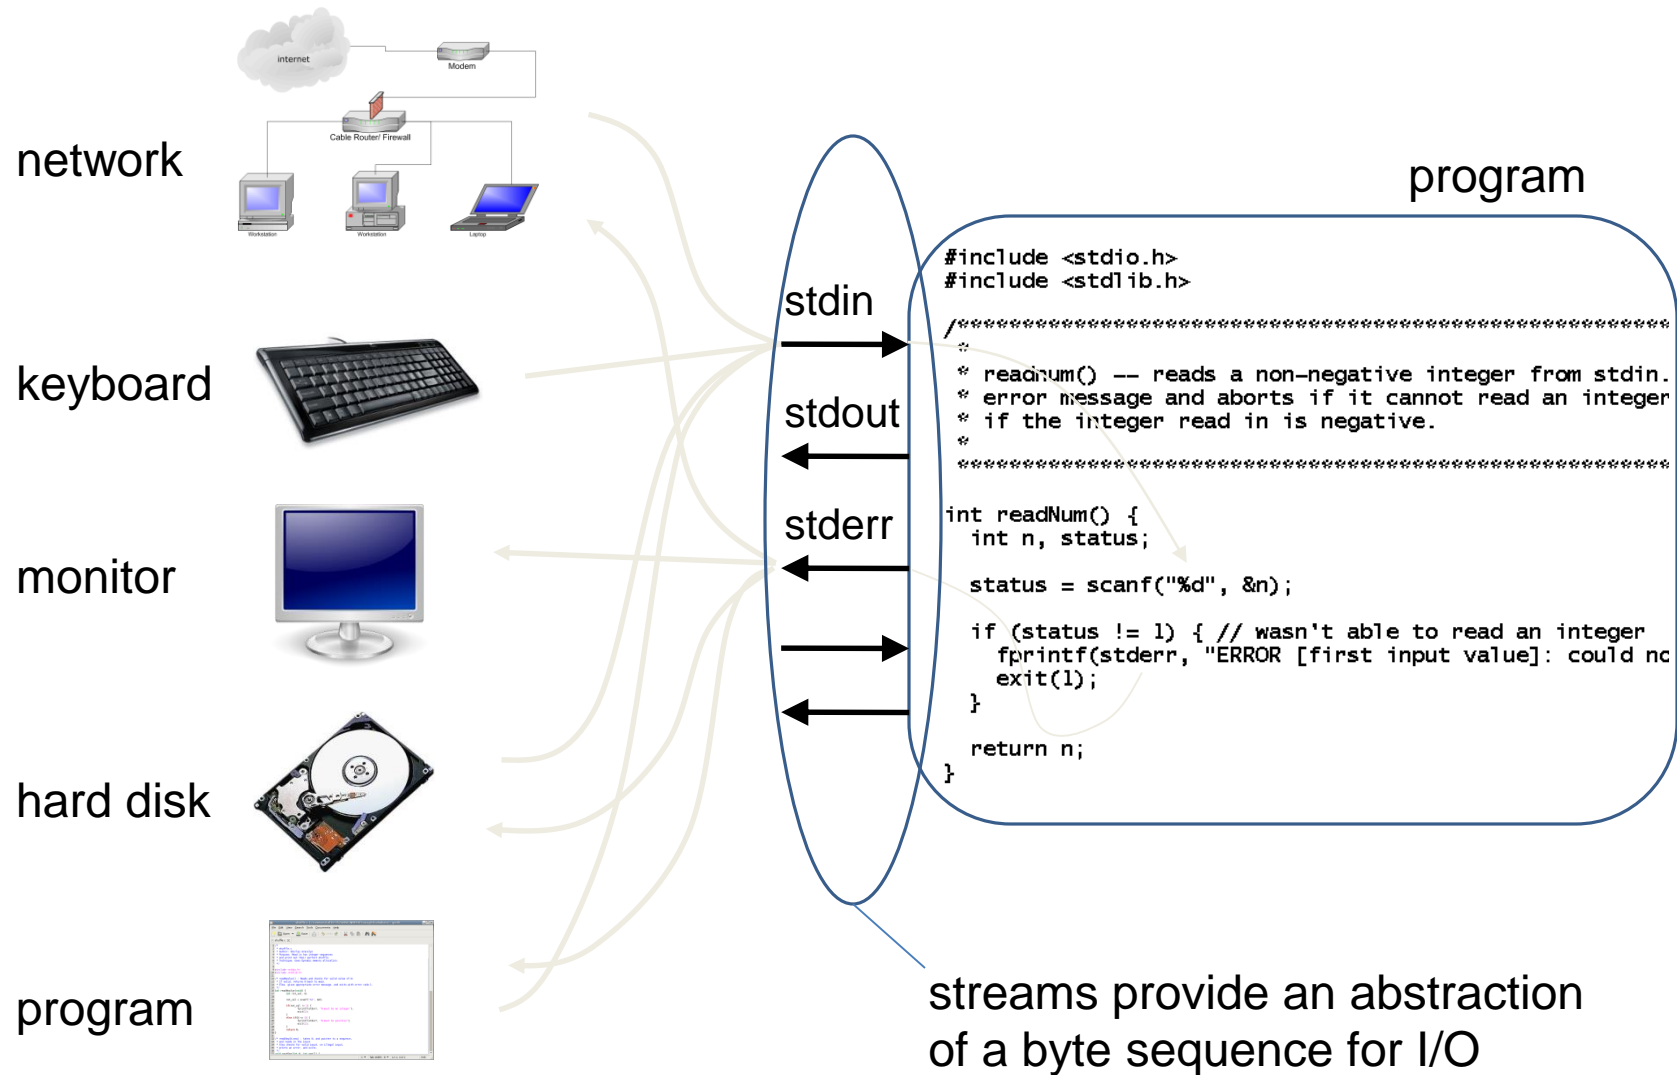 internet
Modem
Cable Router/ Firewall
Workstation
Workstation
Laptop
network
keyboard
monitor
hard disk
program
stdin
stdout
stderr
program
#include <stdio.h>
#include <stdlib.h>
/*******************************************************
*
* readnum() -- reads a non-negative integer from stdin.
* error message and aborts if it cannot read an integer
* if the integer read in is negative.
*
*******************************************************
int readNum() {
int n, status;
status = scanf("%d", &n);
if (status != 1) { // wasn't able to read an integer
fprintf(stderr, "ERROR [first input value]: could
exit(1);
}
return n;
}
streams provide an abstraction
of a byte sequence for I/O